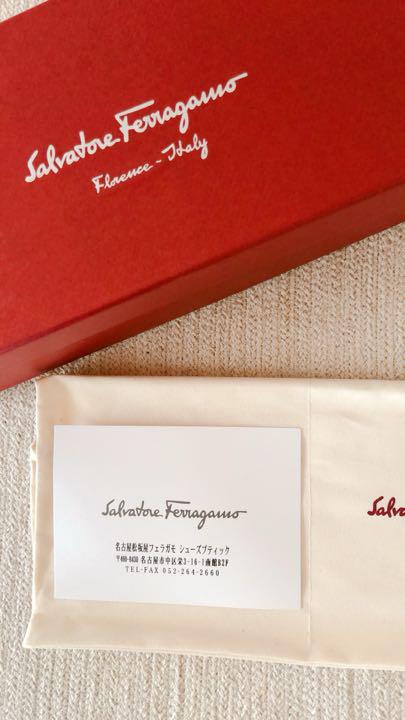 Salvatore Ferragamo
Florence - Italy
Salvatore Ferragamo
名古屋松坂屋フェラガモ シューズブティック
〒460-8430 名古屋市中区栄3-16-1南館B2F
TEL-FAX 052-264-2660